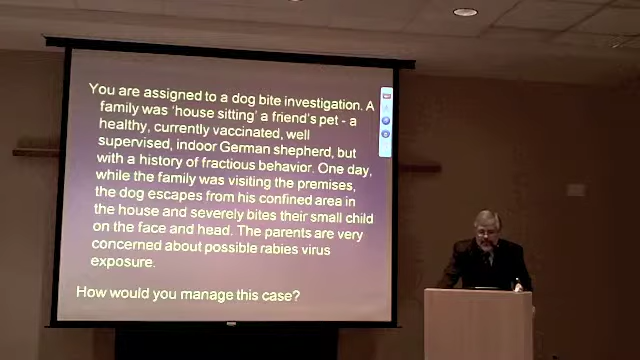 You are assigned to a dog bite investigation. A
family was 'house sitting' a friend's pet - a
healthy, currently vaccinated, well
supervised, indoor German shepherd, but
with a history of fractious behavior. One day,
while the family was visiting the premises,
the dog escapes from his confined area in
the house and severely bites their small child
on the face and head. The parents are very
concerned about possible rabies virus
exposure.
How would you manage this case?